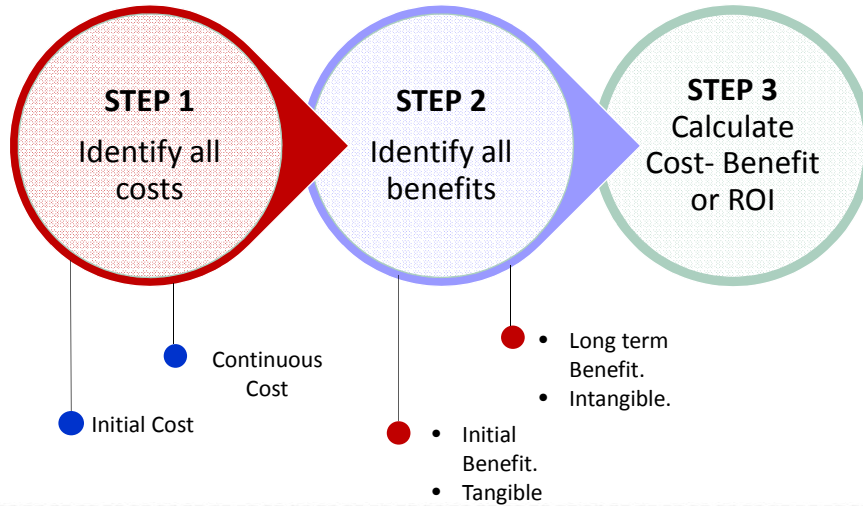 STEP 1
Identify all
costs
STEP 2
Identify all
benefits
STEP 3
Calculate
Cost- Benefit
or ROI
Continuous
Cost
Initial Cost
• Long term
Benefit.
• Intangible.
• Initial
Benefit.
• Tangible